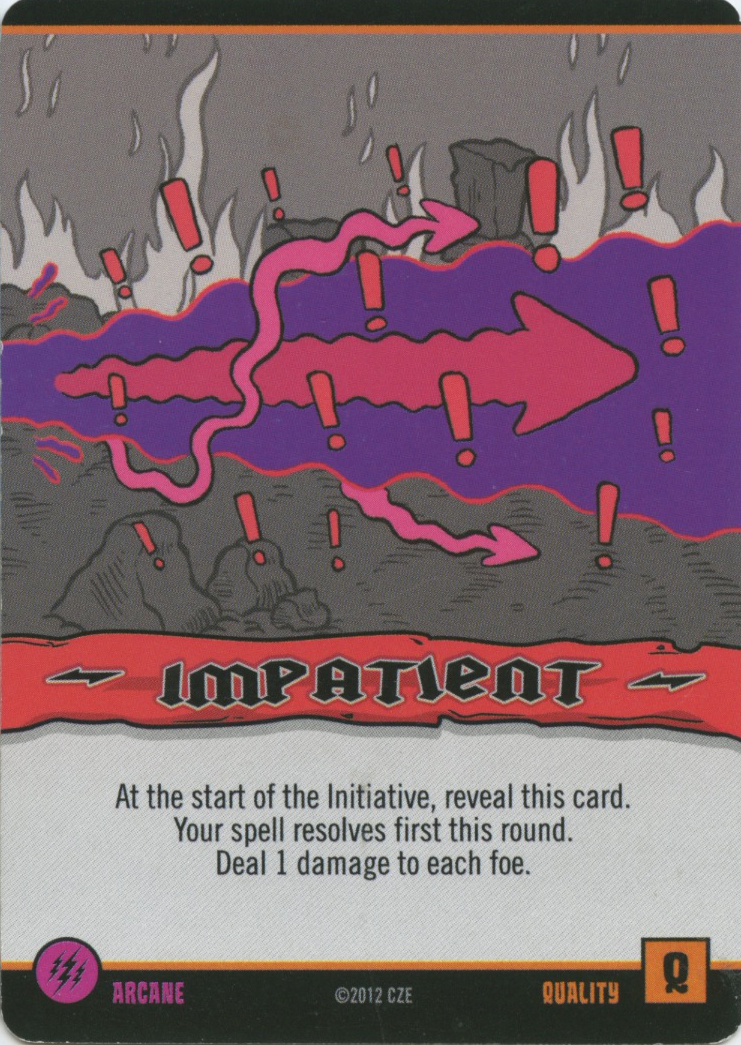 IMPATIENT
At the start of the Initiative, reveal this card.
Your spell resolves first this round.
Deal 1 damage to each foe.
ARCANE
©2012 CZE
QUALITY
Q